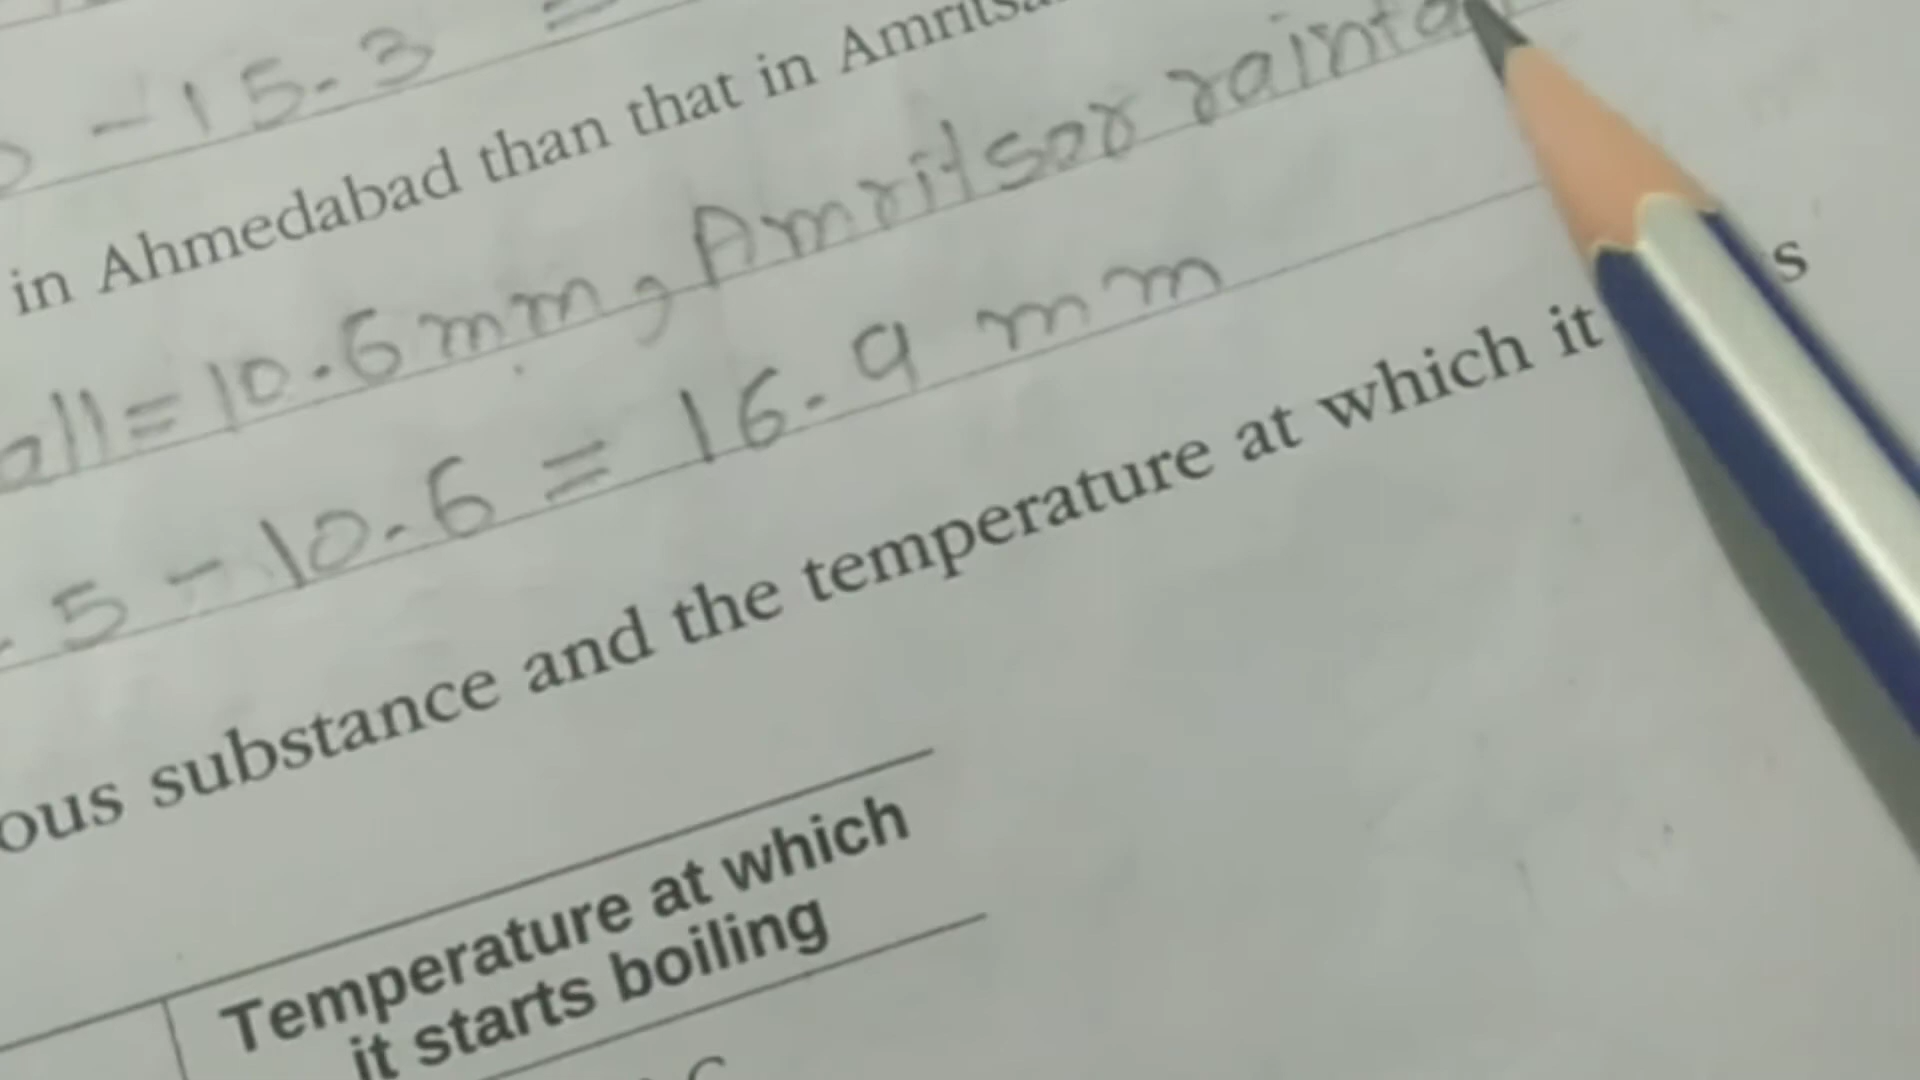 - 15.3 =
in Ahmedabad than that in Amritsa
all = 10.6 mm, Amritsar rainfa
. 5 - 10.6 = 16.9 mm
ous substance and the temperature at which it s
Temperature at which
it starts boiling